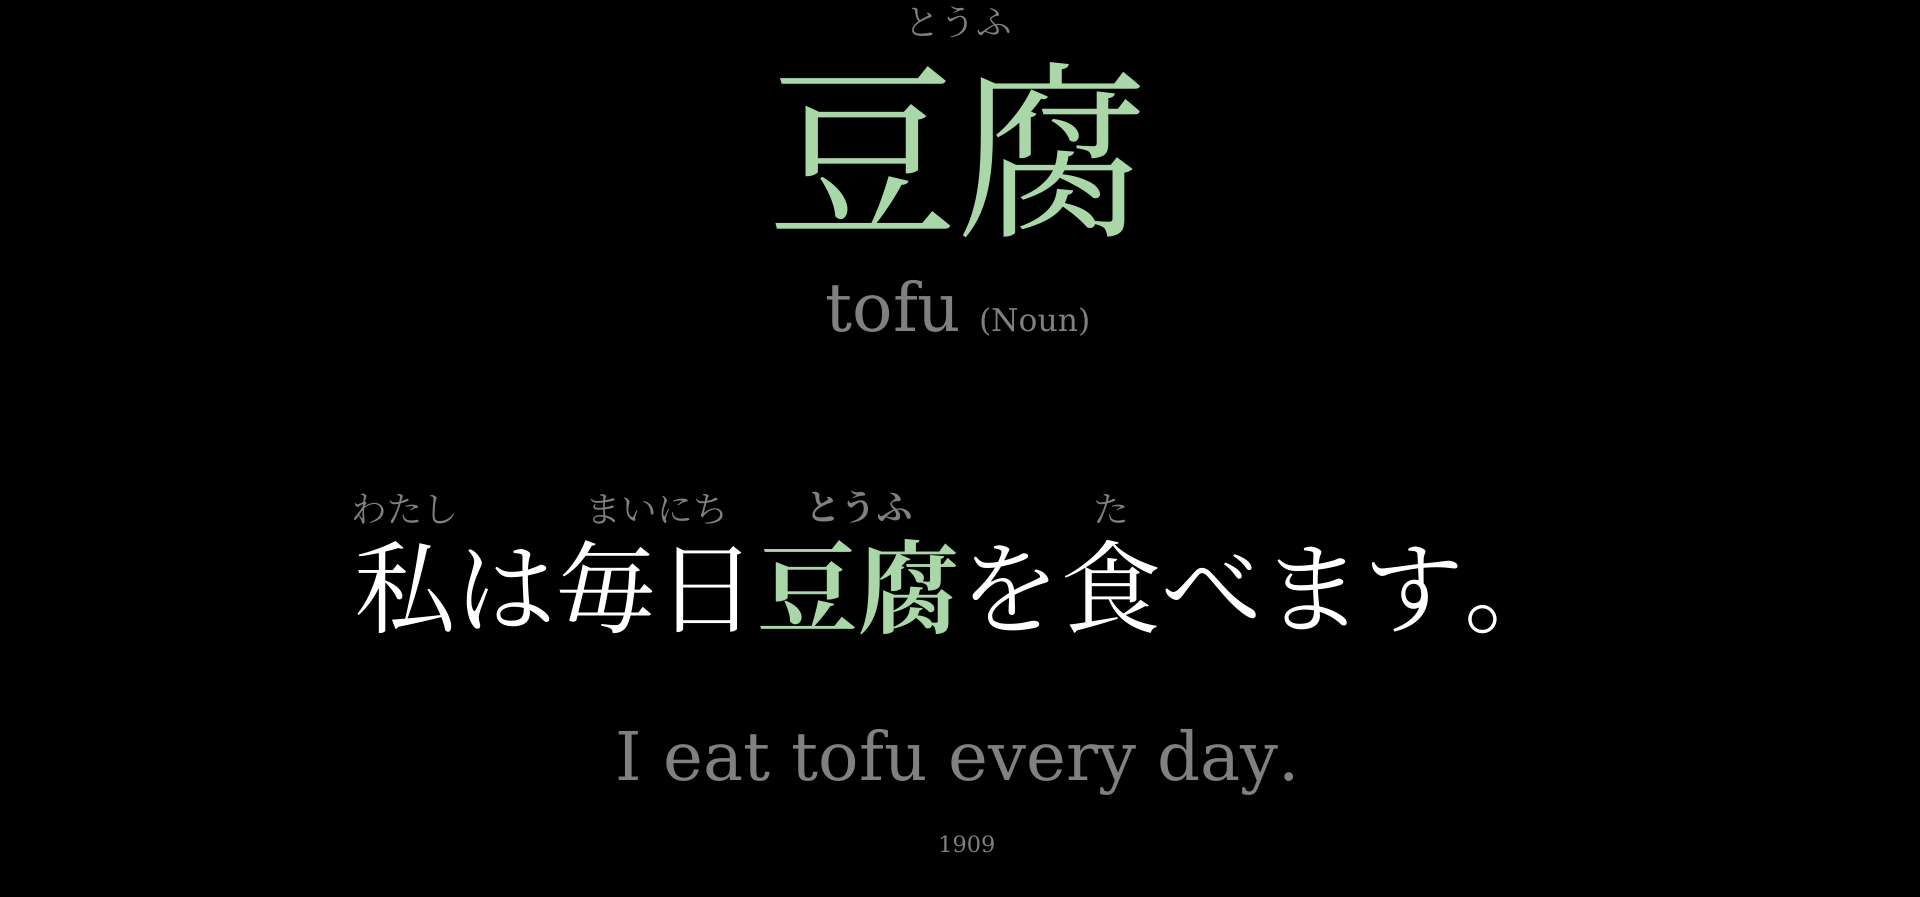 とうふ
豆腐
tofu (Noun)
わたし まいにち とうふ た
私は毎日豆腐を食べます。
I eat tofu every day.
1909